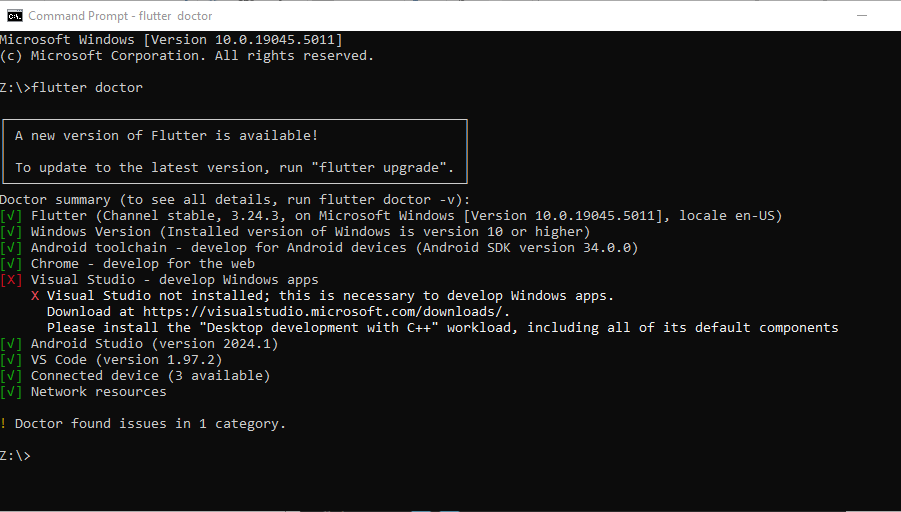 Command Prompt - flutter doctor
Microsoft Windows [Version 10.0.19045.5011]
(c) Microsoft Corporation. All rights reserved.
Z:\>flutter doctor
A new version of Flutter is available!
To update to the latest version, run "flutter upgrade".
Doctor summary (to see all details, run flutter doctor -v):
[√] Flutter (Channel stable, 3.24.3, on Microsoft Windows [Version 10.0.19045.5011], locale en-US)
[√] Windows Version (Installed version of Windows is version 10 or higher)
[√] Android toolchain - develop for Android devices (Android SDK version 34.0.0)
[√] Chrome - develop for the web
[X] Visual Studio - develop Windows apps
X Visual Studio not installed; this is necessary to develop Windows apps.
Download at https://visualstudio.microsoft.com/downloads/.
Please install the "Desktop development with C++" workload, including all of its default components
[√] Android Studio (version 2024.1)
[√] VS Code (version 1.97.2)
[√] Connected device (3 available)
[√] Network resources
! Doctor found issues in 1 category.
Z:\>